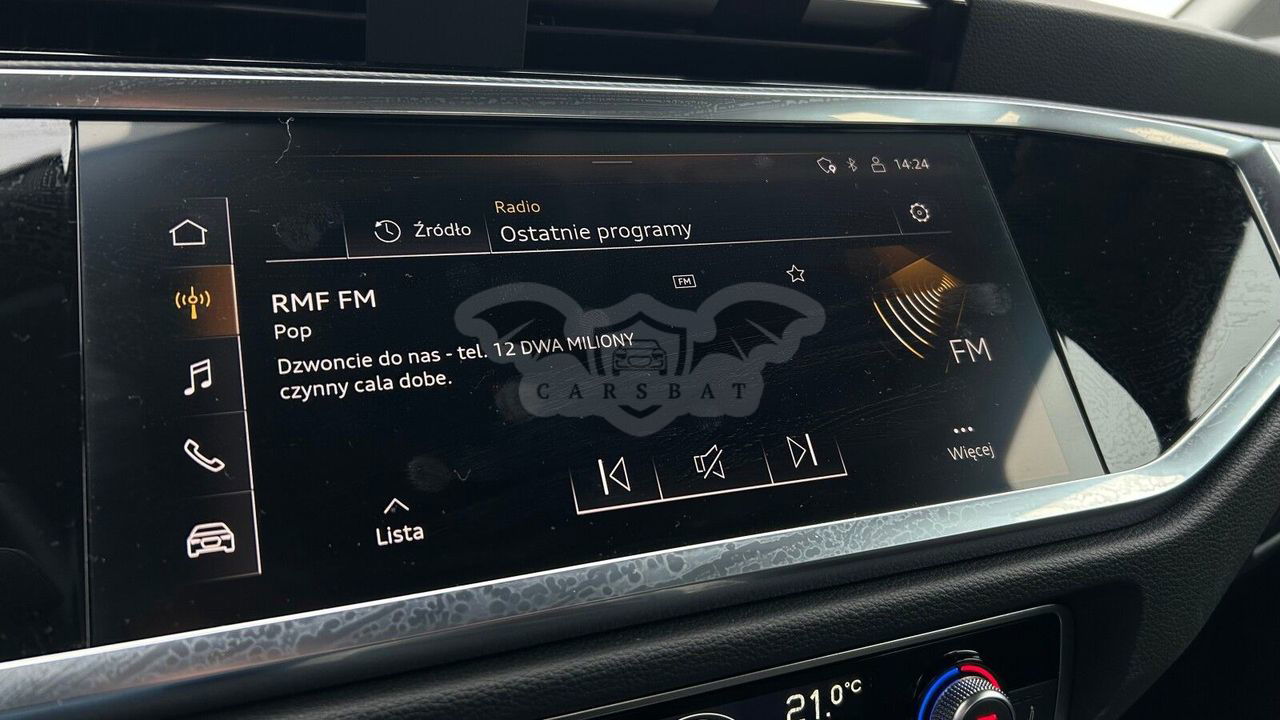 14:24
Radio
Źródło
Ostatnie programy
RMF FM
FM
Pop
Dzwoncie do nas - tel. 12 DWA MILIONY
czynny cala dobe.
FM
CARSBAT
Więcej
Lista
21.0°C